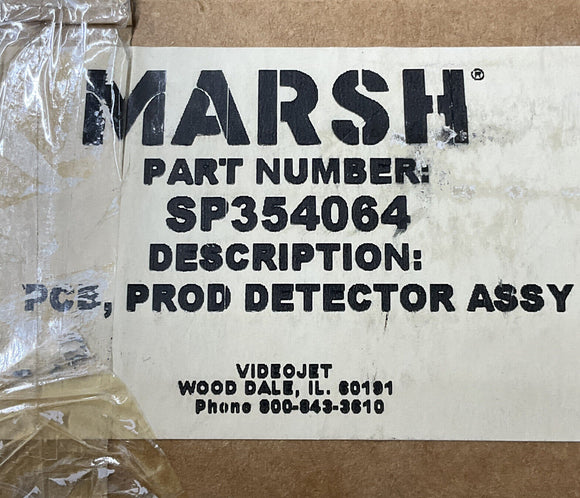 MARSH®
PART NUMBER:
SP354064
DESCRIPTION:
PCB, PROD DETECTOR ASSY
VIDEOJET
WOOD DALE, IL. 60191
Phone 800-843-3610